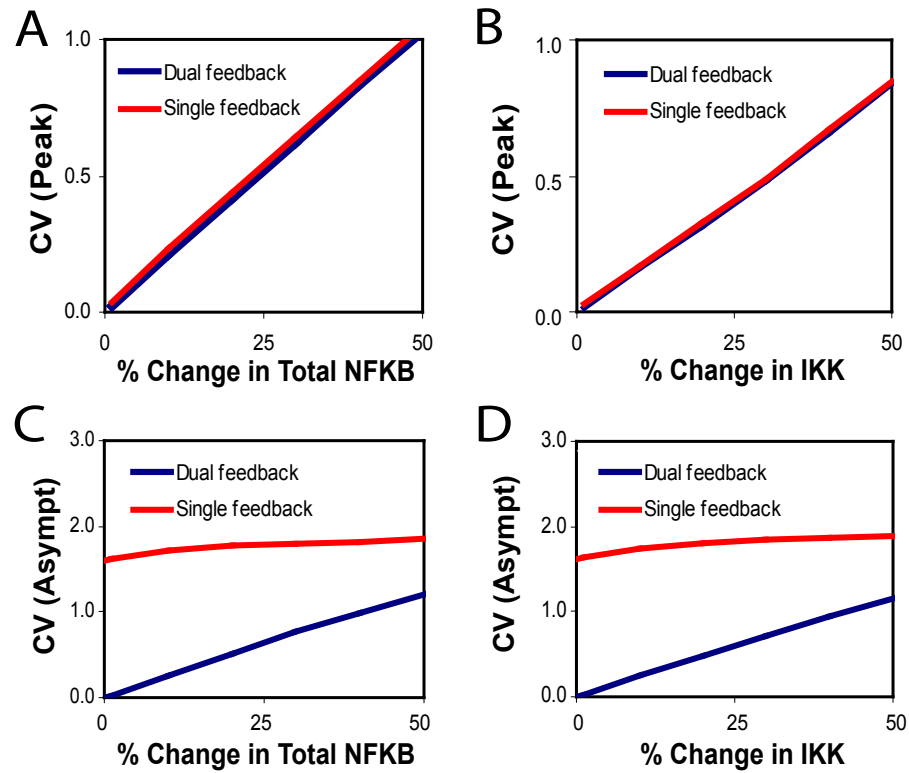 A
CV (Peak)
1.0
0.5
0.0
Dual feedback
Single feedback
0
25
50
% Change in Total NFKB
B
CV (Peak)
1.0
0.5
0.0
Dual feedback
Single feedback
0
25
50
% Change in IKK
C
CV (Asympt)
3.0
2.0
1.0
0.0
Dual feedback
Single feedback
0
25
50
% Change in Total NFKB
D
CV (Asympt)
3.0
2.0
1.0
0.0
Dual feedback
Single feedback
0
25
50
% Change in IKK